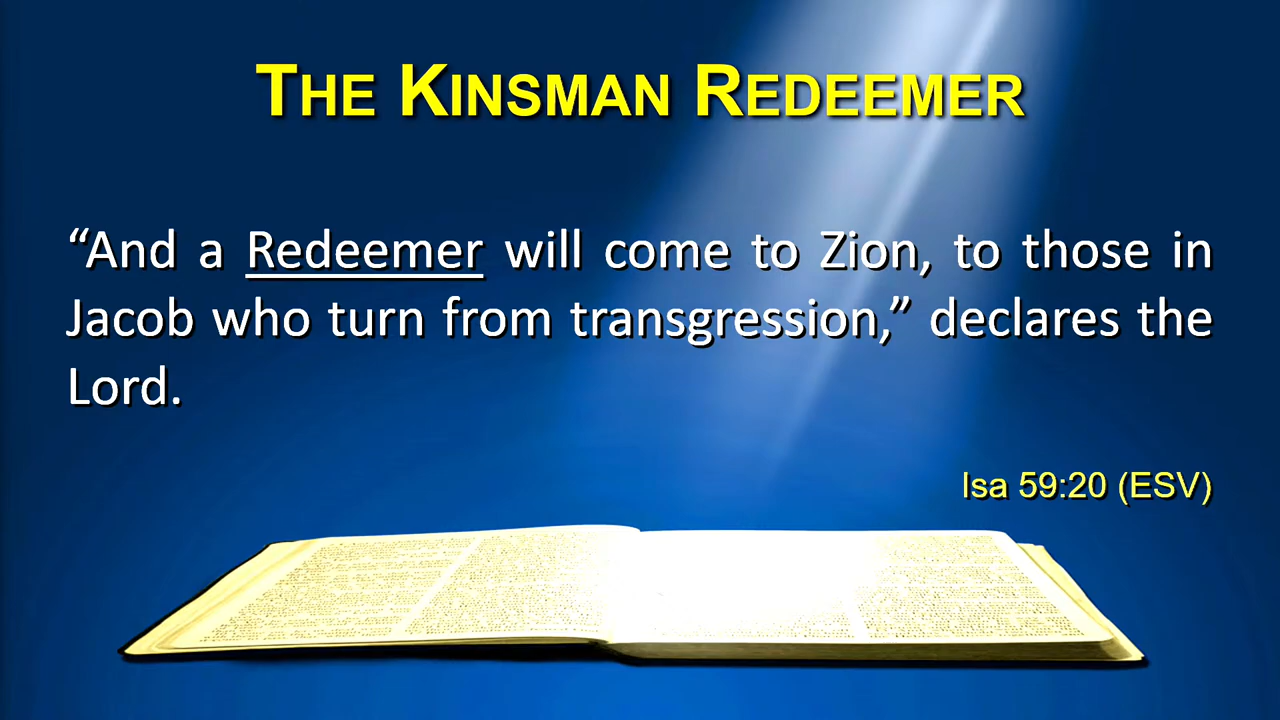 THE KINSMAN REDEEMER
“And a Redeemer will come to Zion, to those in
Jacob who turn from transgression,” declares the
Lord.
Isa 59:20 (ESV)